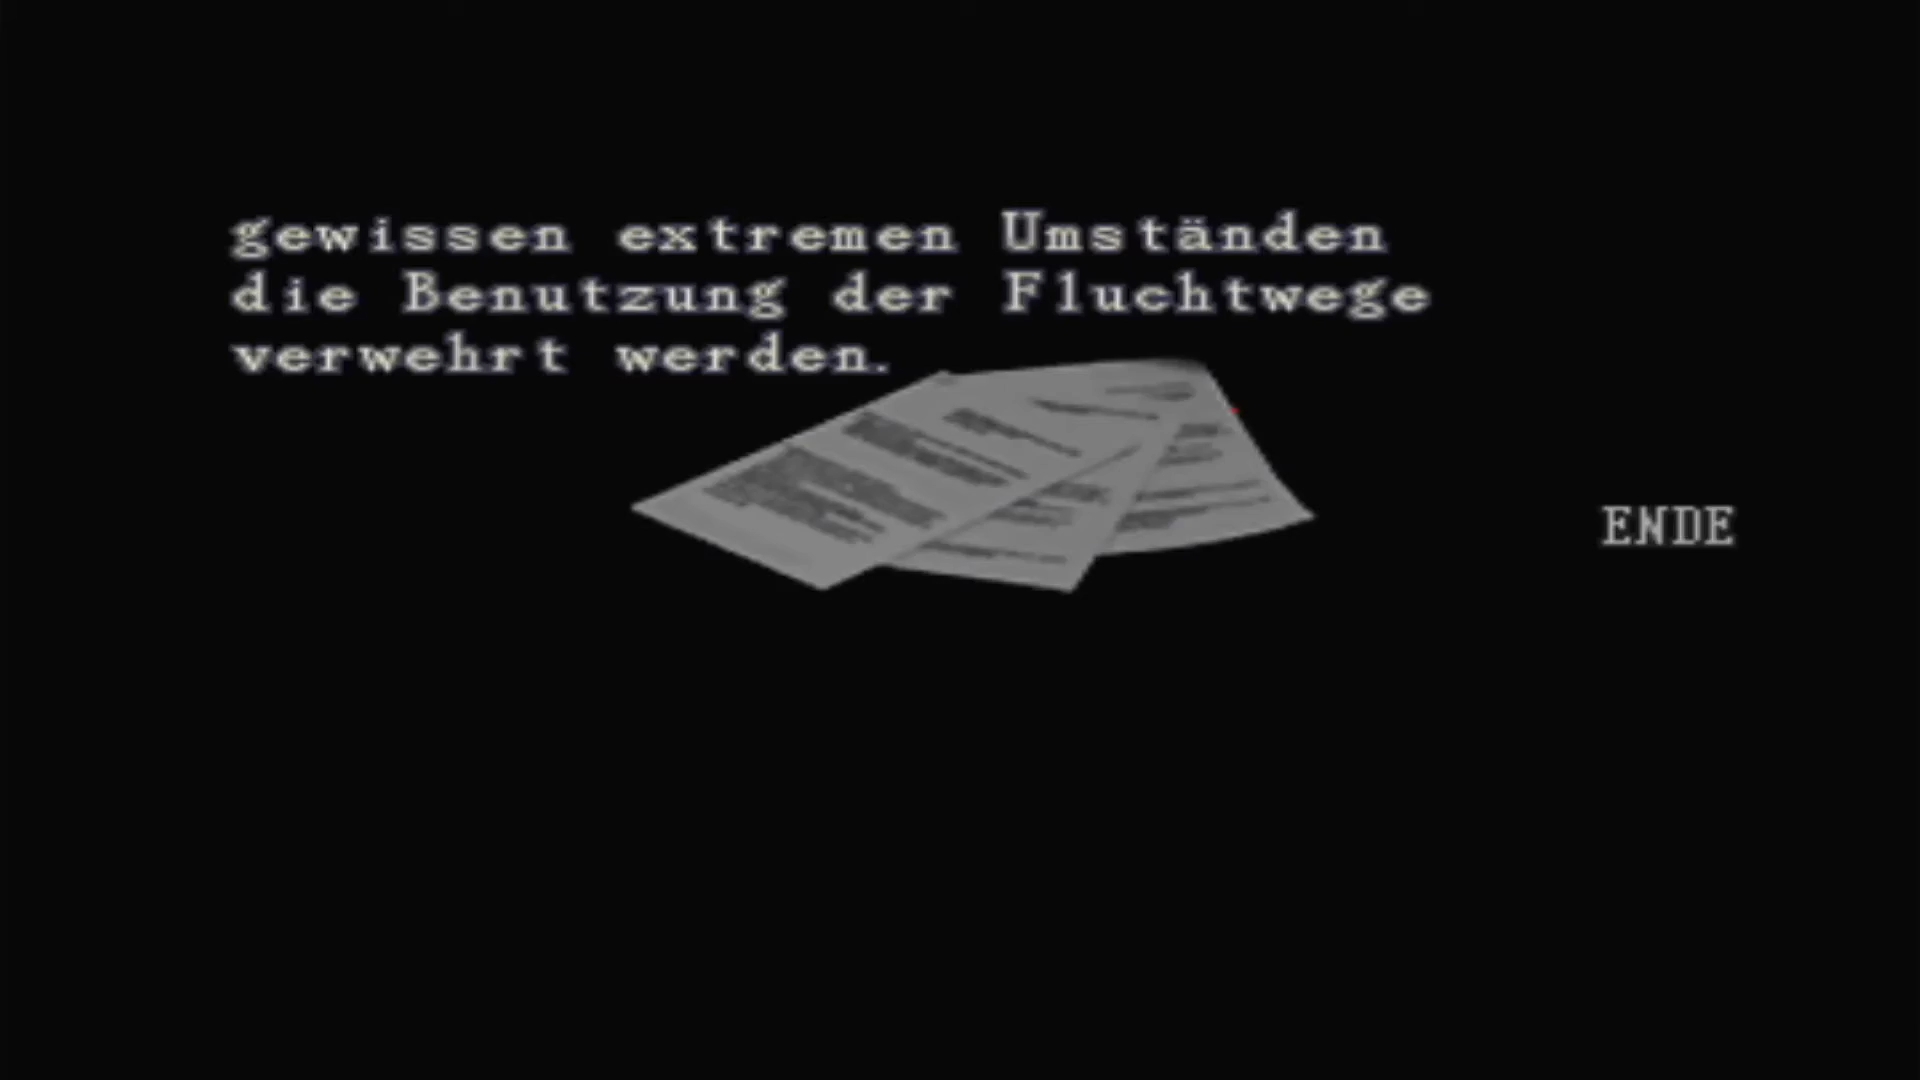 gewissen extremen Umständen
die Benutzung der Fluchtwege
verwehrt werden.
ENDE